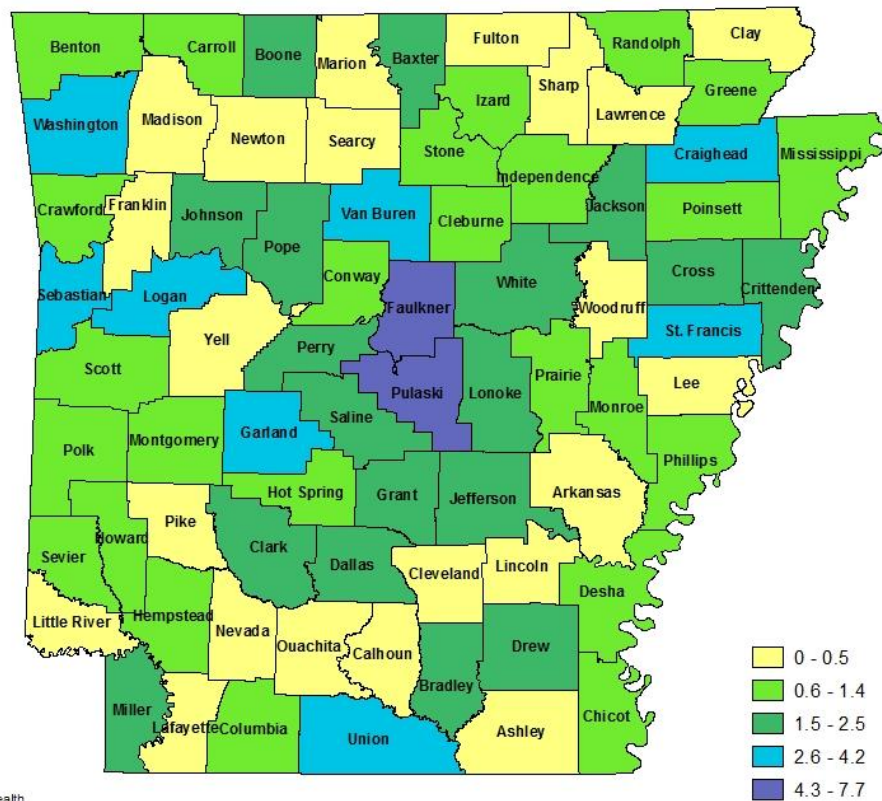 Benton
Carroll
Boone
Marion
Baxter
Fulton
Randolph
Clay
Washington
Madison
Newton
Searcy
Izard
Sharp
Lawrence
Greene
Stone
Craighead
Mississippi
Independence
Crawford
Franklin
Johnson
Pope
Van Buren
Cleburne
Jackson
Poinsett
Sebastian
Logan
Conway
Faulkner
White
Woodruff
Cross
Crittenden
St. Francis
Yell
Perry
Scott
Pulaski
Lonoke
Prairie
Monroe
Lee
Polk
Montgomery
Garland
Saline
Phillips
Hot Spring
Grant
Jefferson
Arkansas
Sevier
Howard
Pike
Clark
Dallas
Cleveland
Lincoln
Desha
Little River
Hempstead
Nevada
Ouachita
Calhoun
Bradley
Drew
Miller
Lafayette
Columbia
Union
Ashley
Chicot
0 - 0.5
0.6 - 1.4
1.5 - 2.5
2.6 - 4.2
4.3 - 7.7